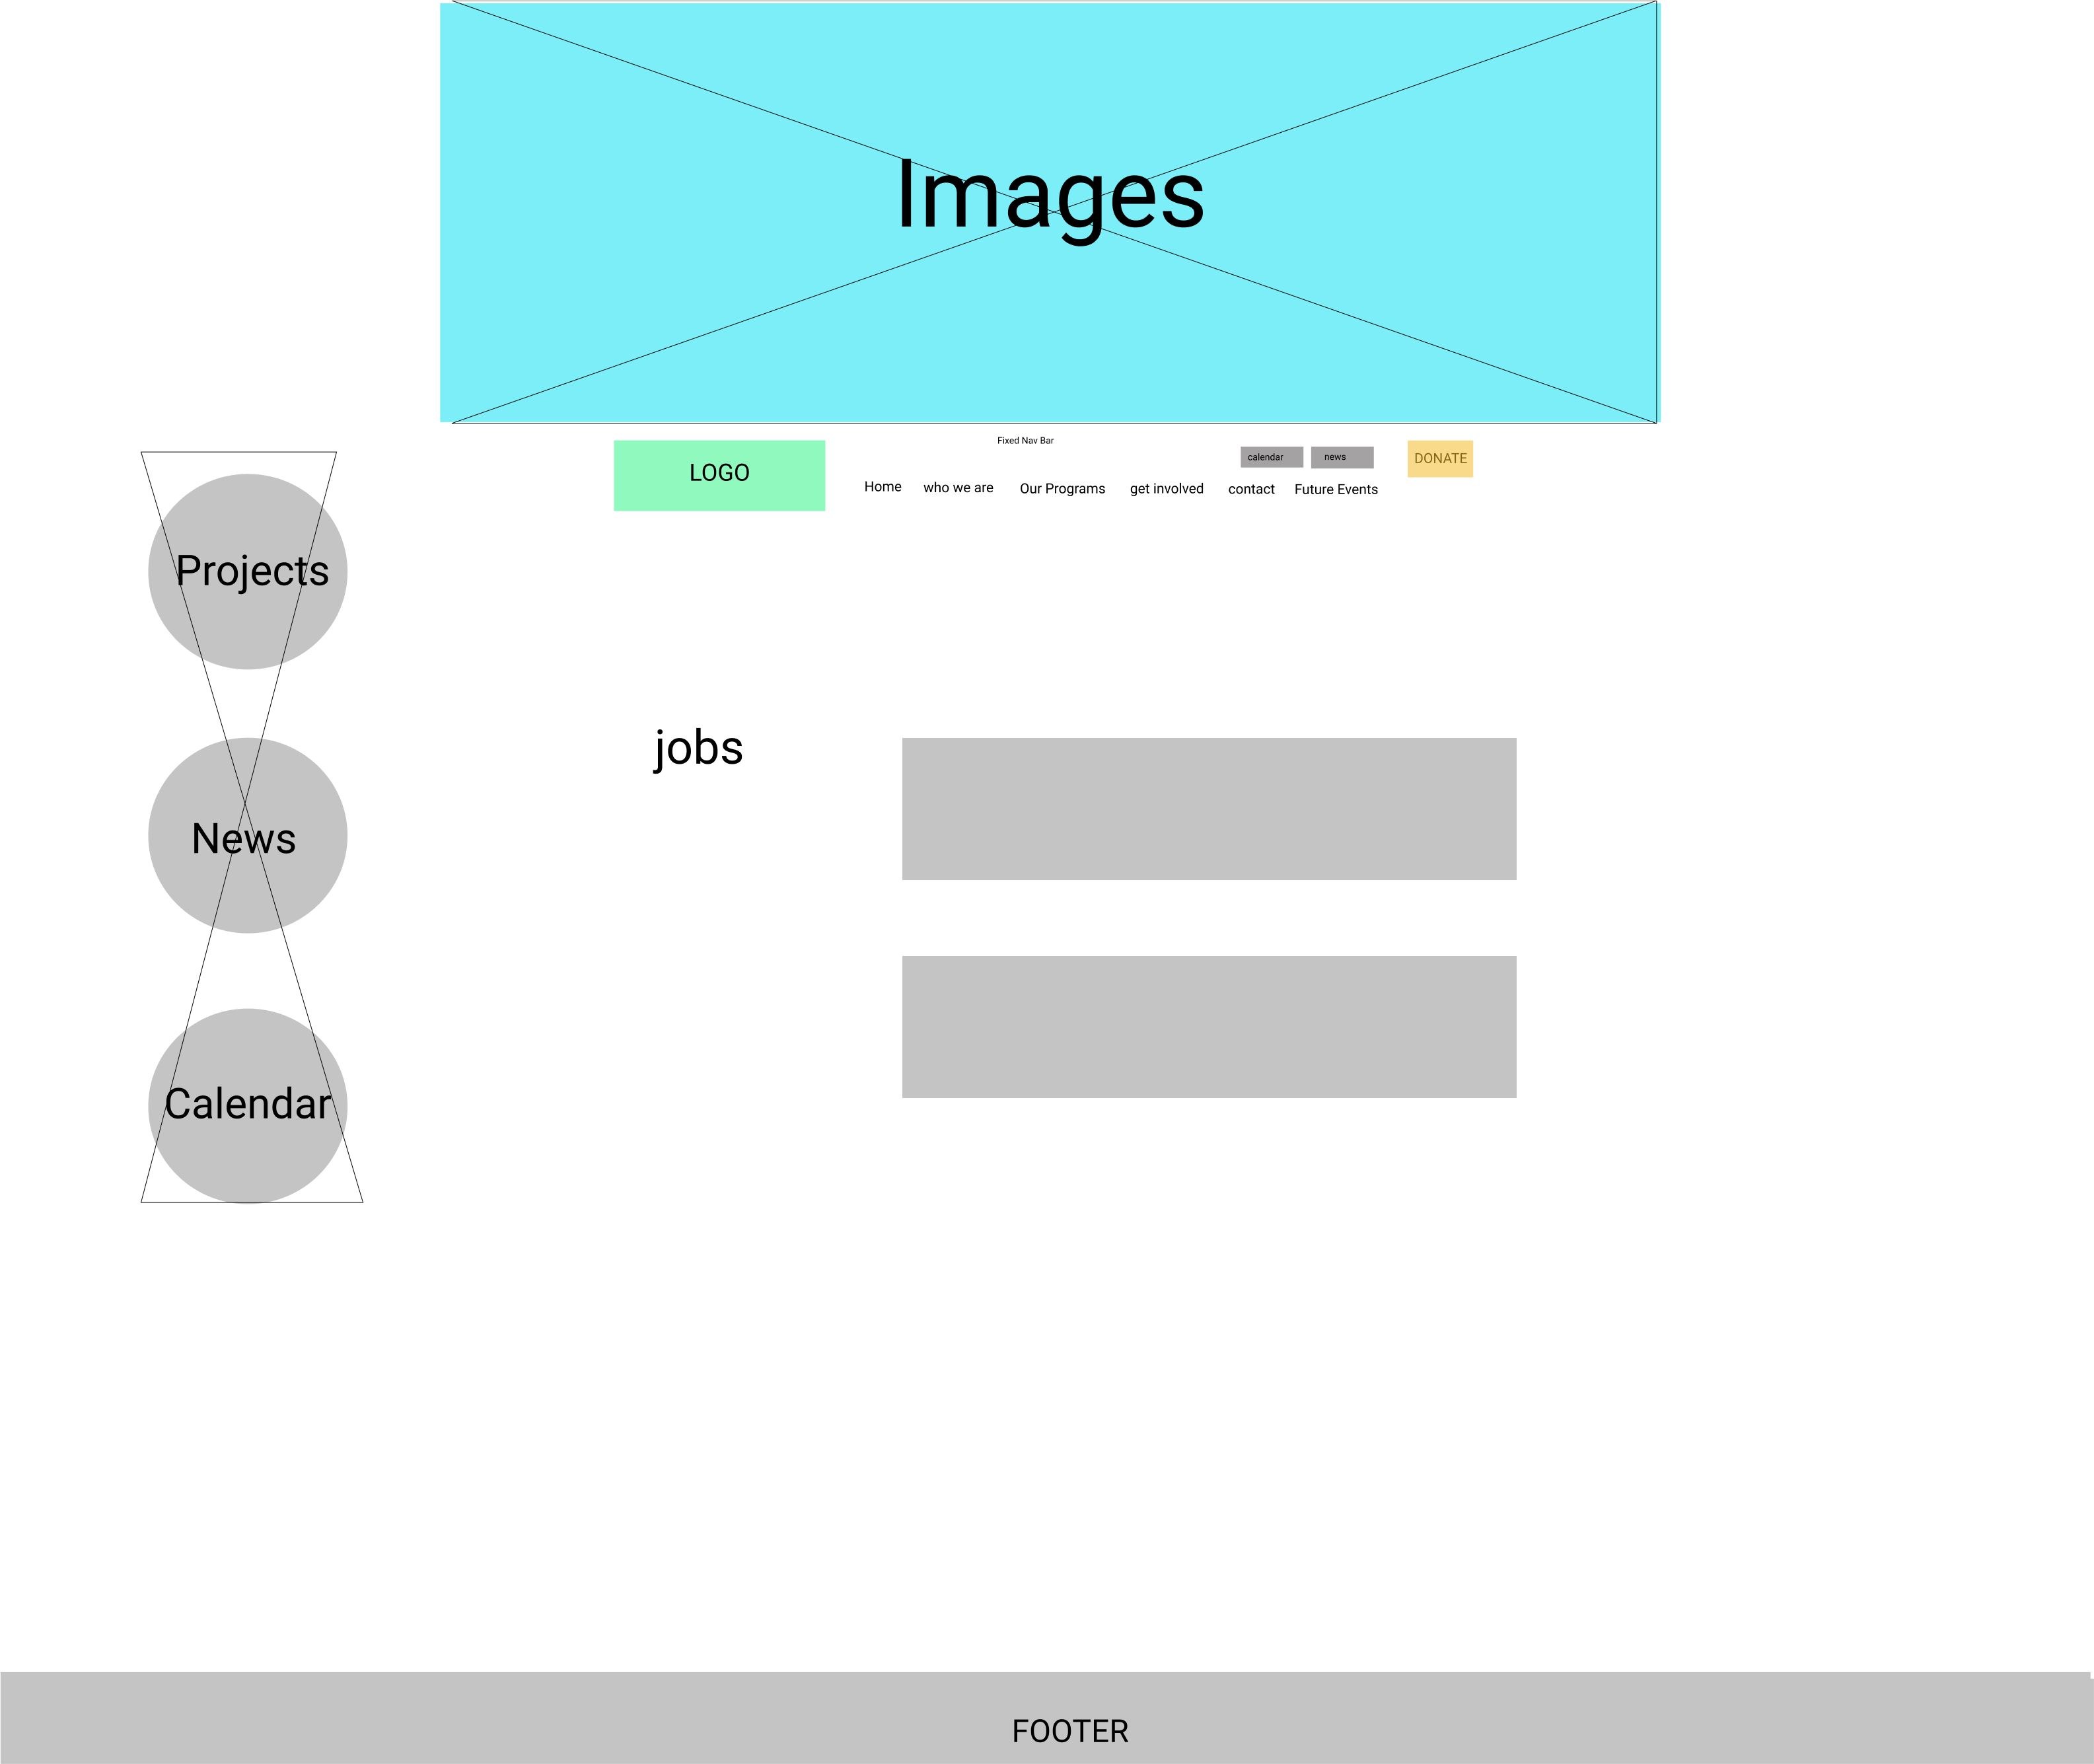 Images
Fixed Nav Bar
LOGO
calendar
news
DONATE
Home
who we are
Our Programs
get involved
contact
Future Events
Projects
jobs
News
Calendar
FOOTER